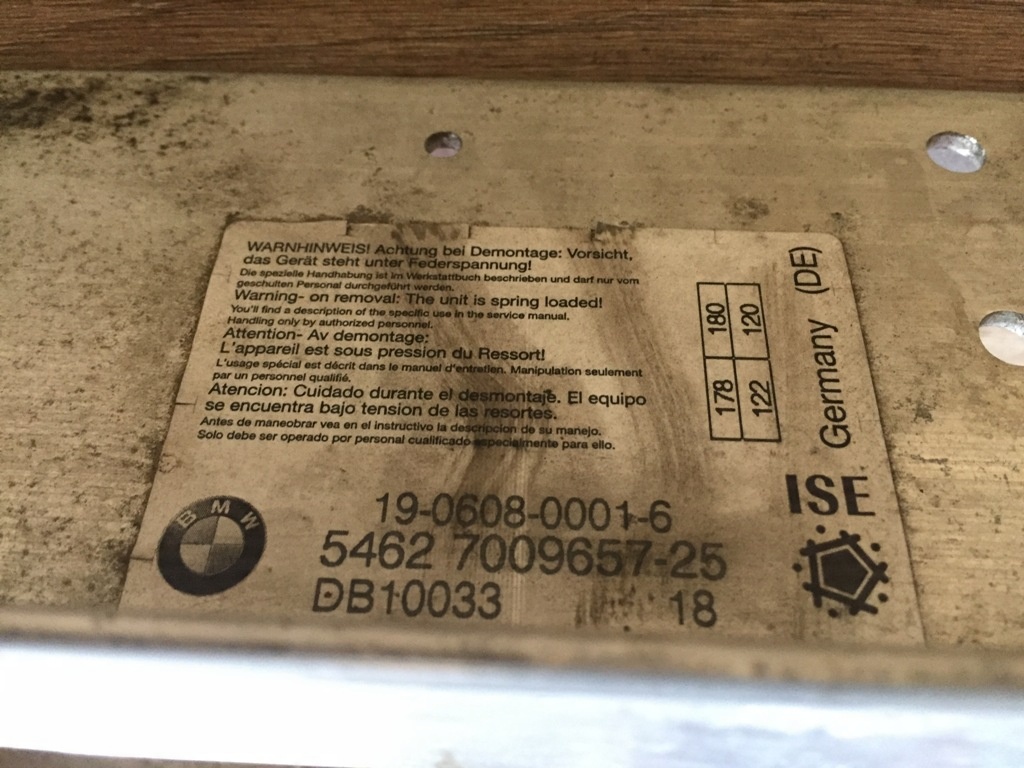 WARNHINWEIS! Achtung bei Demontage: Vorsicht,
das Gerät steht unter Federspannung!
Die spezielle Handhabung ist im Werkstattbuch beschrieben und darf nur vom
geschulten Personal durchgeführt werden.
Warning- on removal: The unit is spring loaded!
You'll find a description of the specific use in the service manual.
Handling only by authorized personnel.
Attention- Av demontage:
L'appareil est sous pression du Ressort!
L'usage spécial est décrit dans le manuel d'entretien. Manipulation seulement
par un personnel qualifié.
Atencion: Cuidado durante el desmontaje. El equipo
se encuentra bajo tension de las resortes.
Antes de maneobrar vea en el instructivo la descripcion de su manejo.
Solo debe ser operado por personal cualificado especialmente para ello.
178 180
122 120
Germany (DE)
ISE
BMW
19-0608-0001-6
5462 7009657-25
DB10033 18